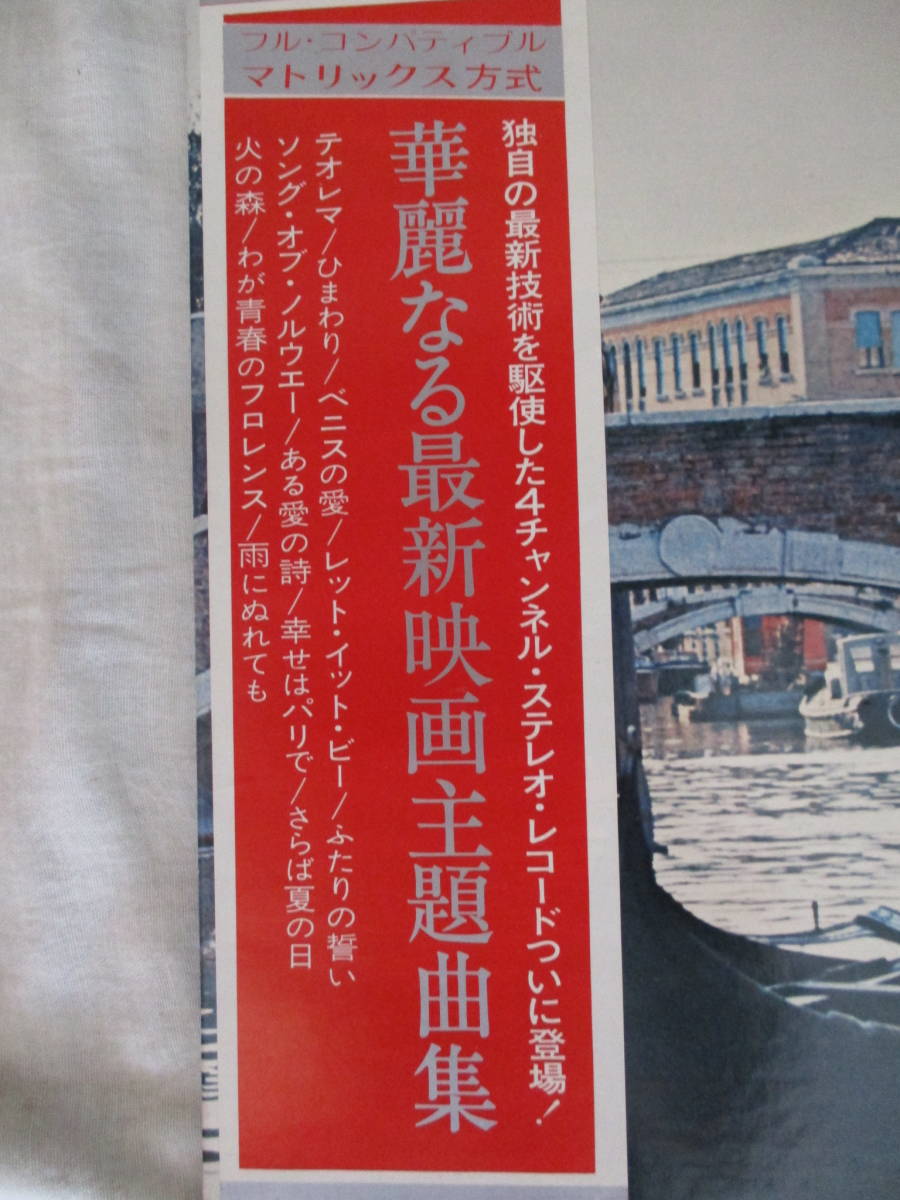 フル・コンパティブル
マトリックス方式
独自の最新技術を駆使した4チャンネル・ステレオ・レコードついに登場!
華麗なる最新映画主題曲集
テオレマ/ひまわり/ベニスの愛/レット・イット・ビー/ふたりの誓い
ソング・オブ・ノルウエー/ある愛の詩/幸せはパリで/さらば夏の日
火の森/わが青春のフロレンス/雨にぬれても